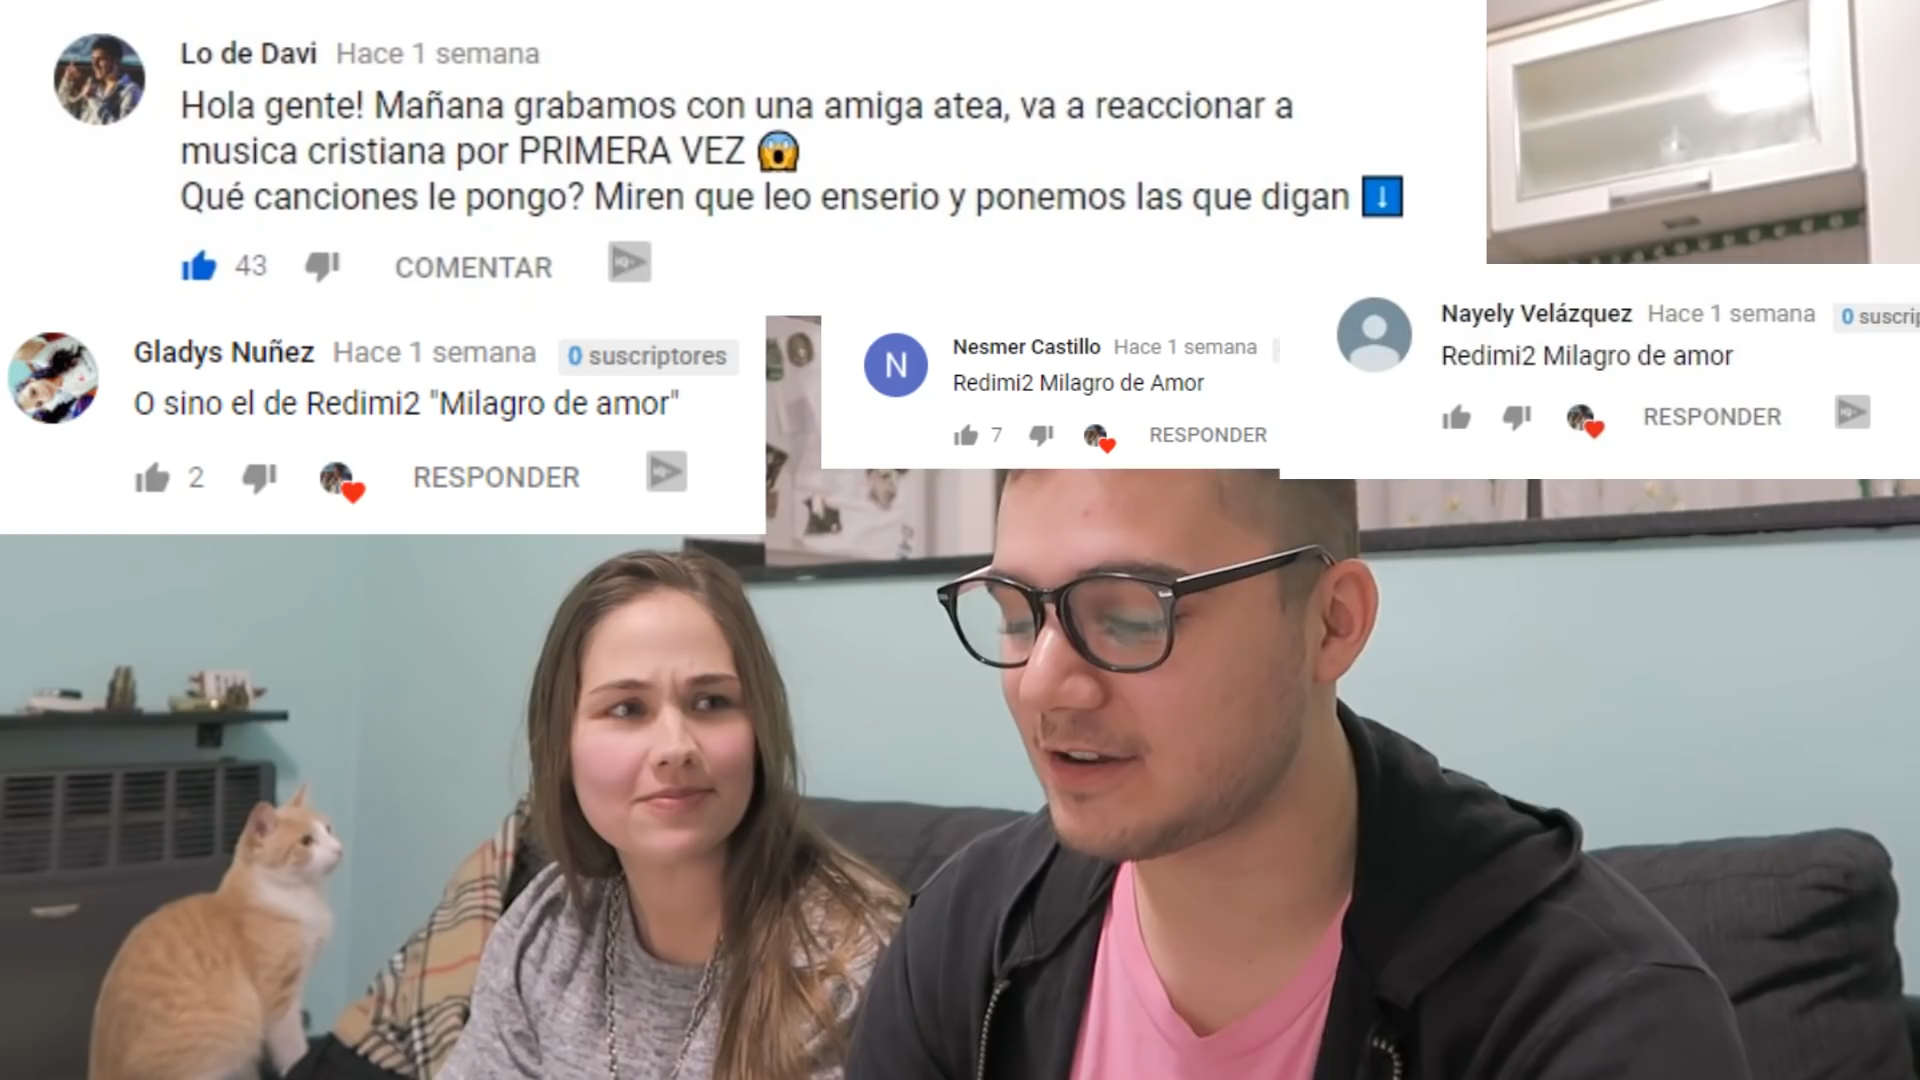 Lo de Davi Hace 1 semana
Hola gente! Mañana grabamos con una amiga atea, va a reaccionar a
musica cristiana por PRIMERA VEZ 😱
Qué canciones le pongo? Miren que leo enserio y ponemos las que digan ⬇️
43 COMENTAR
Gladys Nuñez Hace 1 semana 0 suscriptores
O sino el de Redimi2 "Milagro de amor"
2 RESPONDER
Nesmer Castillo Hace 1 semana
Redimi2 Milagro de Amor
7 RESPONDER
Nayely Velázquez Hace 1 semana 0 suscrip
Redimi2 Milagro de amor
RESPONDER